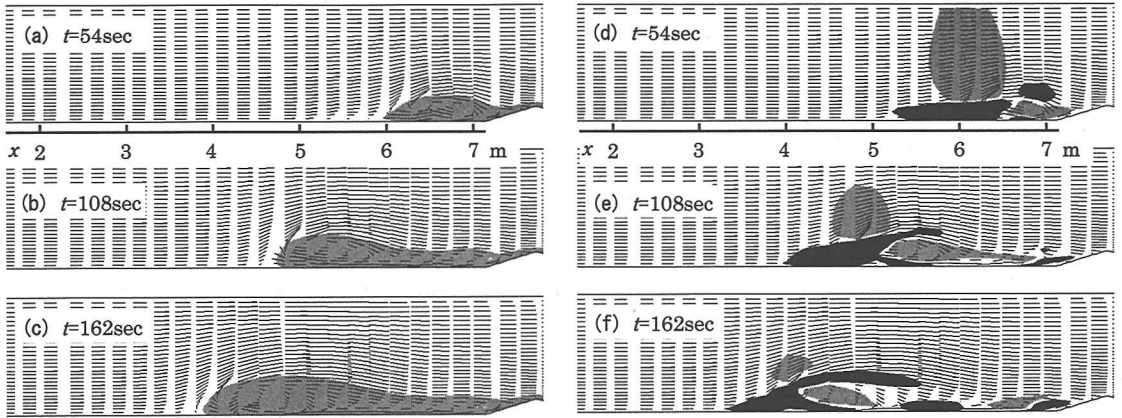 (a) t=54sec
(d) t=54sec
x 2 3 4 5 6 7 m
x 2 3 4 5 6 7 m
(b) t=108sec
(e) t=108sec
(c) t=162sec
(f) t=162sec